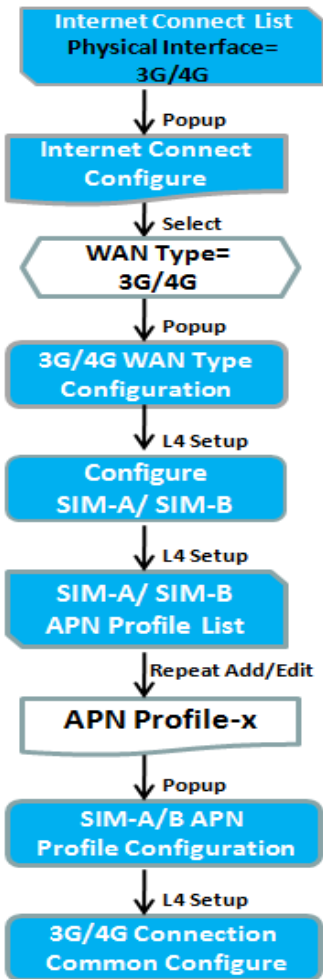 Internet Connect List
Physical Interface=
3G/4G
Popup
Internet Connect
Configure
Select
WAN Type=
3G/4G
Popup
3G/4G WAN Type
Configuration
L4 Setup
Configure
SIM-A/ SIM-B
L4 Setup
SIM-A/ SIM-B
APN Profile List
Repeat Add/Edit
APN Profile-x
Popup
SIM-A/B APN
Profile Configuration
L4 Setup
3G/4G Connection
Common Configure